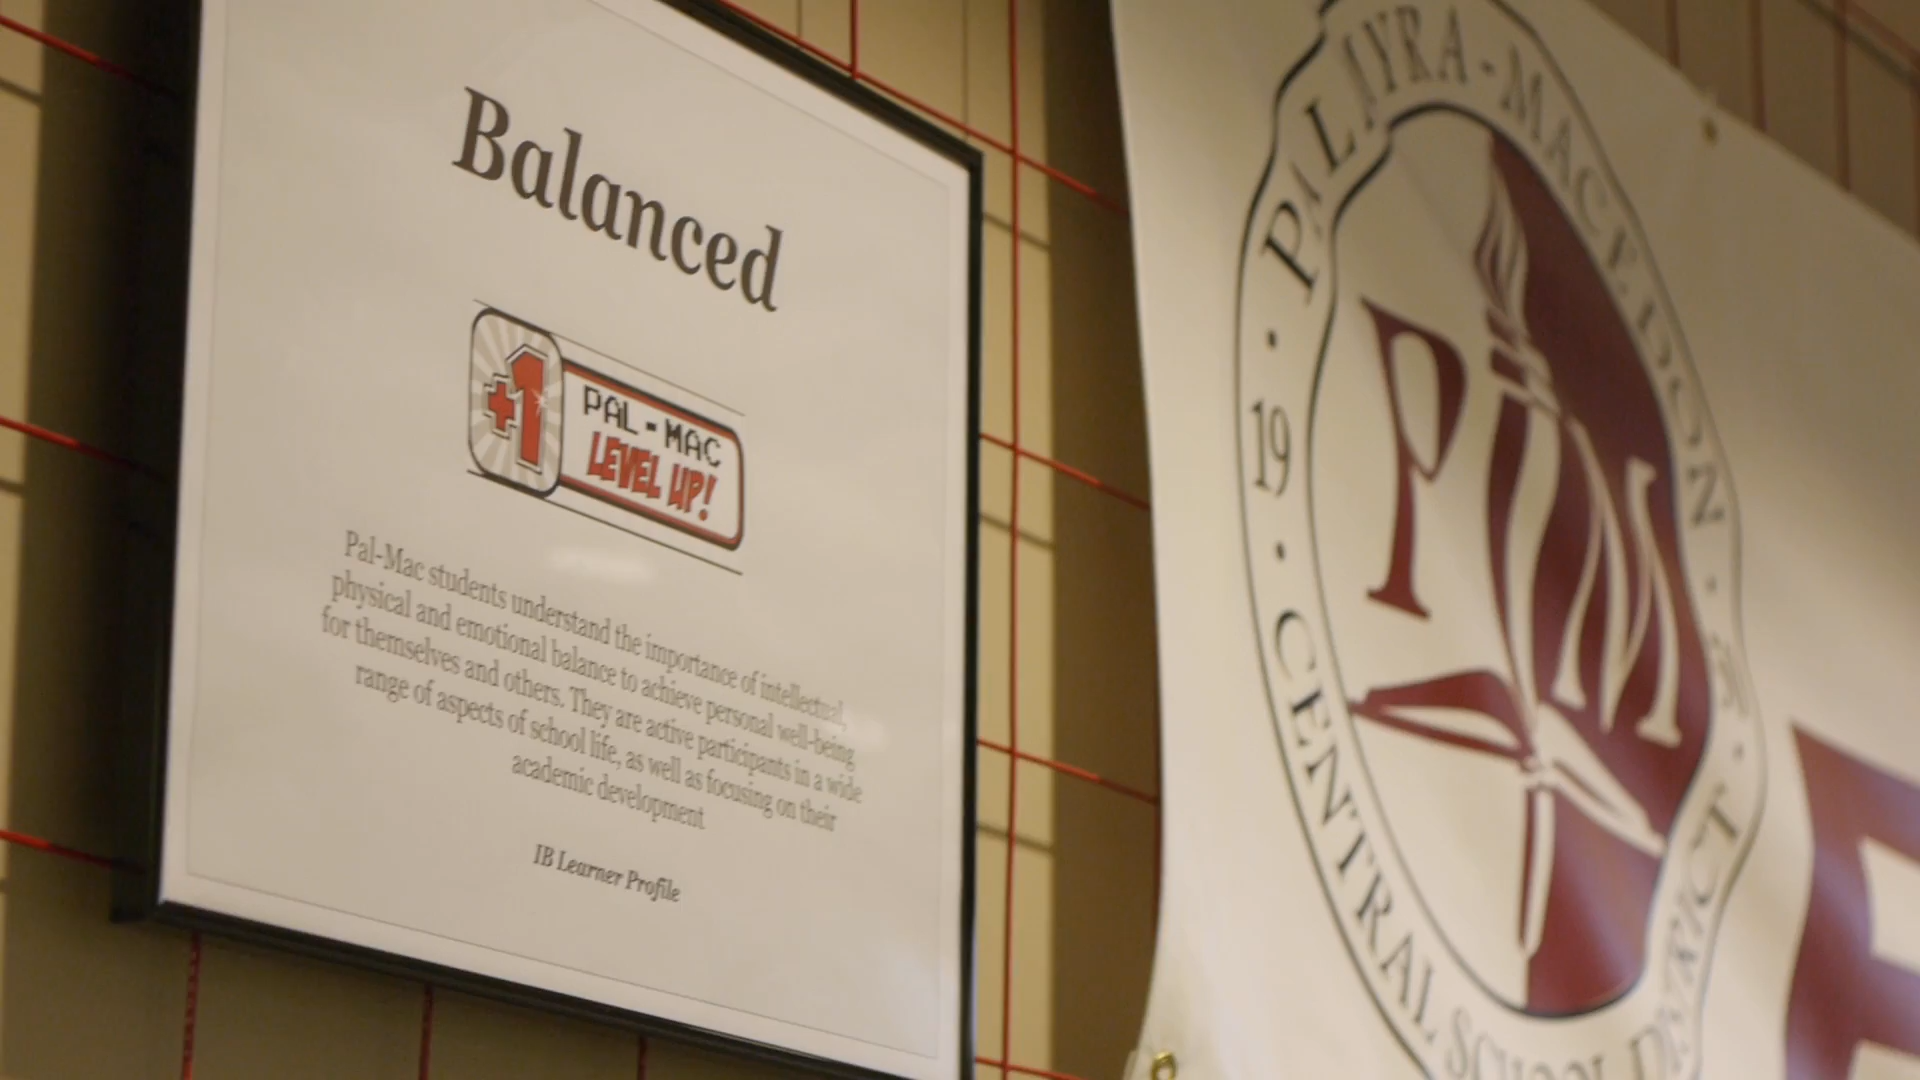 Balanced
+1
PAL-MAC
LEVEL UP!
Pal-Mac students understand the importance of intellectual,
physical and emotional balance to achieve personal well-being
for themselves and others. They are active participants in a wide
range of aspects of school life, as well as focusing on their
academic development
IB Learner Profile
PALMYRA-MACEDON
19
CENTRAL SCHOOL DISTRICT
PM